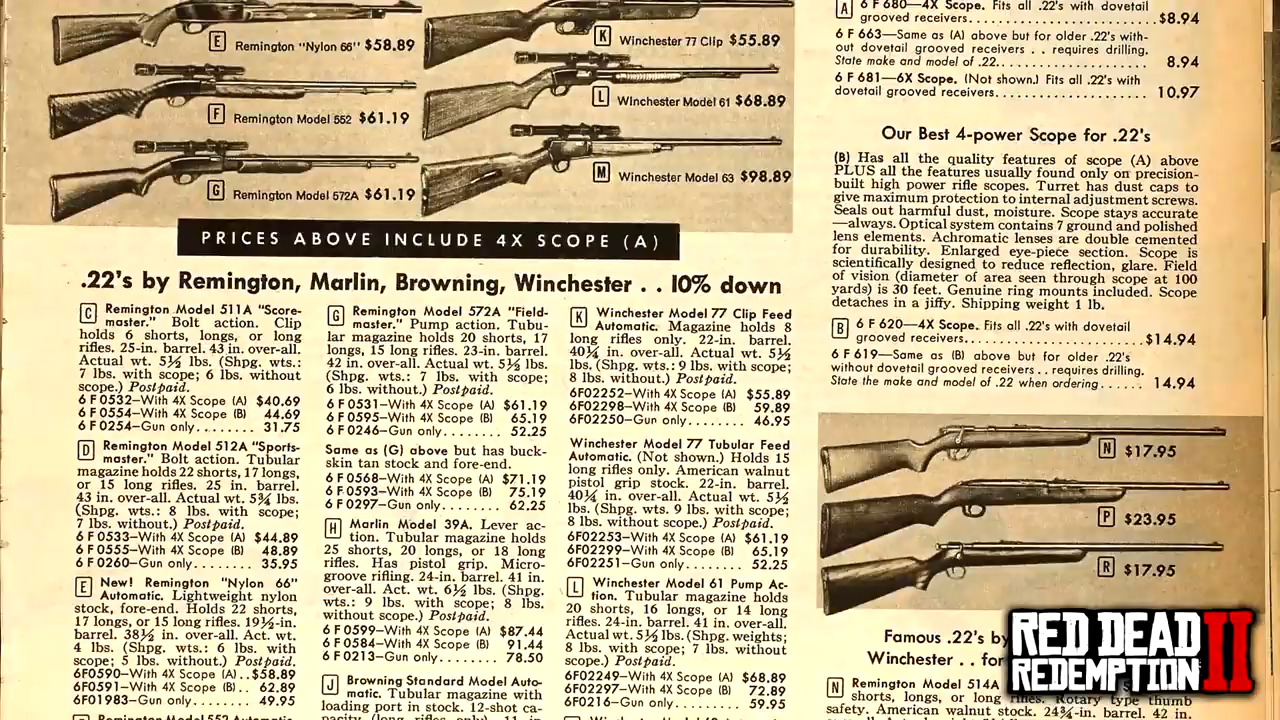 E Remington "Nylon 66" $58.89
F Remington Model 552 $61.19
G Remington Model 572A $61.19
K Winchester 77 Clip $55.89
L Winchester Model 61 $68.89
M Winchester Model 63 $98.89
PRICES ABOVE INCLUDE 4X SCOPE (A)
.22's by Remington, Marlin, Browning, Winchester . . 10% down
C Remington Model 511A "Score-
master." Bolt action. Clip
holds 6 shorts, longs, or long
rifles. 25-in. barrel. 43 in. over-all.
Actual wt. 5½ lbs. (Shpg. wts.:
7 lbs. with scope; 6 lbs. without
scope.) Postpaid.
6 F 0532—With 4X Scope (A) $40.69
6 F 0554—With 4X Scope (B) 44.69
6 F 0254—Gun only........ 31.75
D Remington Model 512A "Sports-
master." Bolt action. Tubular
magazine holds 22 shorts, 17 longs,
or 15 long rifles. 25 in. barrel.
43 in. over-all. Actual wt. 5¾ lbs.
(Shpg. wts.: 8 lbs. with scope;
7 lbs. without.) Postpaid.
6 F 0533—With 4X Scope (A) $44.89
6 F 0555—With 4X Scope (B) 48.89
6 F 0260—Gun only........ 35.95
E New! Remington "Nylon 66"
Automatic. Lightweight nylon
stock, fore-end. Holds 22 shorts,
17 longs, or 15 long rifles. 19½-in.
barrel. 38½ in. over-all. Act. wt.
4 lbs. (Shpg. wts.: 6 lbs. with
scope; 5 lbs. without.) Postpaid.
6F0590—With 4X Scope (A)..$58.89
6F0591—With 4X Scope (B).. 62.89
6F01983—Gun only........ 49.95
Remington Model 552 Automatic
G Remington Model 572A "Field-
master." Pump action. Tubu-
lar magazine holds 20 shorts, 17
longs, 15 long rifles. 23-in. barrel.
42 in. over-all. Actual wt. 5½ lbs.
(Shpg. wts.: 7 lbs. with scope;
6 lbs. without.) Postpaid.
6 F 0531—With 4X Scope (A) $61.19
6 F 0595—With 4X Scope (B) 65.19
6 F 0246—Gun only........ 52.25
Same as (G) above but has buck-
skin tan stock and fore-end.
6 F 0568—With 4X Scope (A) $71.19
6 F 0593—With 4X Scope (B) 75.19
6 F 0297—Gun only........ 62.25
H Marlin Model 39A. Lever ac-
tion. Tubular magazine holds
25 shorts, 20 longs, or 18 long
rifles. Has pistol grip. Micro-
groove rifling. 24-in. barrel. 41 in.
over-all. Act. wt. 6½ lbs. (Shpg.
wts.: 9 lbs. with scope; 8 lbs.
without scope.) Postpaid.
6 F 0599—With 4X Scope (A) $87.44
6 F 0584—With 4X Scope (B) 91.44
6 F 0213—Gun only........ 78.50
J Browning Standard Model Auto-
matic. Tubular magazine with
loading port in stock. 12-shot ca-
pacity (long rifles only). 11 in.
K Winchester Model 77 Clip Feed
Automatic. Magazine holds 8
long rifles only. 22-in. barrel.
40¼ in. over-all. Actual wt. 5½
lbs. (Shpg. wts.: 9 lbs. with scope;
8 lbs. without.) Postpaid.
6F02252—With 4X Scope (A) $55.89
6F02298—With 4X Scope (B) 59.89
6F02250—Gun only........ 46.95
Winchester Model 77 Tubular Feed
Automatic. (Not shown.) Holds 15
long rifles only. American walnut
pistol grip stock. 22-in. barrel.
40¼ in. over-all. Actual wt. 5½
lbs. (Shpg. wts. 9 lbs. with scope;
8 lbs. without scope.) Postpaid.
6F02253—With 4X Scope (A) $61.19
6F02299—With 4X Scope (B) 65.19
6F02251—Gun only........ 52.25
L Winchester Model 61 Pump Ac-
tion. Tubular magazine holds
20 shorts, 16 longs, or 14 long
rifles. 24-in. barrel. 41 in. over-all.
Actual wt. 5½ lbs. (Shpg. weights;
8 lbs. with scope; 7 lbs. without
scope.) Postpaid.
6F02249—With 4X Scope (A) $68.89
6F02297—With 4X Scope (B) 72.89
6F0216—Gun only........ 59.95
A 6 F 680—4X Scope. Fits all .22's with dovetail
grooved receivers.................. $8.94
6 F 663—Same as (A) above but for older .22's with-
out dovetail grooved receivers . . requires drilling.
State make and model of .22.................. 8.94
6 F 681—6X Scope. (Not shown.) Fits all .22's with
dovetail grooved receivers.................. 10.97
Our Best 4-power Scope for .22's
(B) Has all the quality features of scope (A) above
PLUS all the features usually found only on precision-
built high power rifle scopes. Turret has dust caps to
give maximum protection to internal adjustment screws.
Seals out harmful dust, moisture. Scope stays accurate
—always. Optical system contains 7 ground and polished
lens elements. Achromatic lenses are double cemented
for durability. Enlarged eye-piece section. Scope is
scientifically designed to reduce reflection, glare. Field
of vision (diameter of area seen through scope at 100
yards) is 30 feet. Genuine ring mounts included. Scope
detaches in a jiffy. Shipping weight 1 lb.
B 6 F 620—4X Scope. Fits all .22's with dovetail
grooved receivers.................. $14.94
6 F 619—Same as (B) above but for older .22's
without dovetail grooved receivers . . requires drilling.
State the make and model of .22 when ordering...... 14.94
N $17.95
P $23.95
R $17.95
Famous .22's by
Winchester . . for
N Remington Model 514A
shorts, longs, or long rifles. Rotary type thumb
safety. American walnut stock. 24¾-in. barrel. 42 in.
RED DEAD
REDEMPTION II